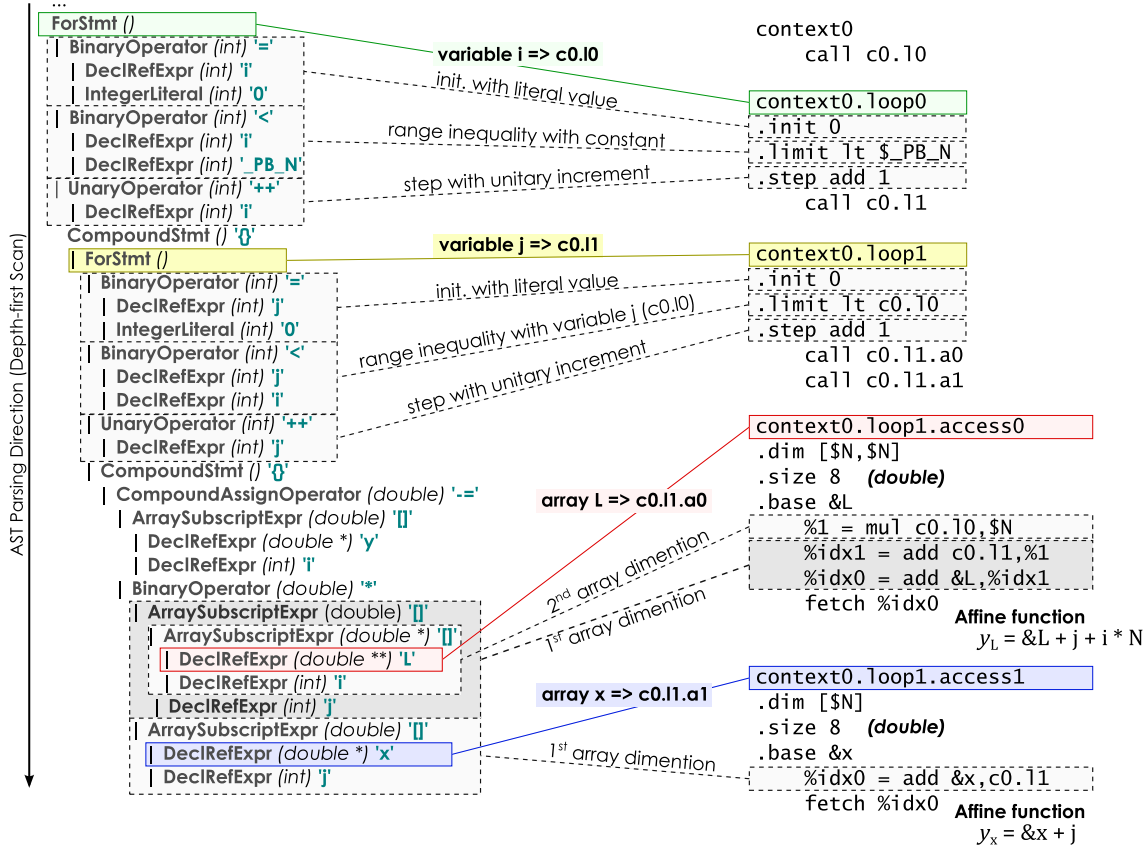 ...
ForStmt ()
| BinaryOperator (int) '='
| DeclRefExpr (int) 'i'
| IntegerLiteral (int) '0'
| BinaryOperator (int) '<'
| DeclRefExpr (int) 'i'
| DeclRefExpr (int) '_PB_N'
| UnaryOperator (int) '++'
| DeclRefExpr (int) 'i'
CompoundStmt () '{}'
| ForStmt ()
| BinaryOperator (int) '='
| DeclRefExpr (int) 'j'
| IntegerLiteral (int) '0'
| BinaryOperator (int) '<'
| DeclRefExpr (int) 'j'
| DeclRefExpr (int) 'i'
| UnaryOperator (int) '++'
| DeclRefExpr (int) 'j'
| CompoundStmt () '{}'
| CompoundAssignOperator (double) '-='
| ArraySubscriptExpr (double) '[]'
| DeclRefExpr (double *) 'y'
| DeclRefExpr (int) 'i'
| BinaryOperator (double) '*'
| ArraySubscriptExpr (double) '[]'
| ArraySubscriptExpr (double *) '[]'
| DeclRefExpr (double **) 'L'
| DeclRefExpr (int) 'i'
| DeclRefExpr (int) 'j'
| ArraySubscriptExpr (double) '[]'
| DeclRefExpr (double *) 'x'
| DeclRefExpr (int) 'j'
AST Parsing Direction (Depth-first Scan)
variable i => c0.l0
init. with literal value
range inequality with constant
step with unitary increment
variable j => c0.l1
init. with literal value
range inequality with variable j (c0.l0)
step with unitary increment
array L => c0.l1.a0
2nd array dimention
1st array dimention
array x => c0.l1.a1
1st array dimention
context0
call c0.l0
context0.loop0
.init 0
.limit lt $_PB_N
.step add 1
call c0.l1
context0.loop1
.init 0
.limit lt c0.l0
.step add 1
call c0.l1.a0
call c0.l1.a1
context0.loop1.access0
.dim [$N,$N]
.size 8 (double)
.base &L
%1 = mul c0.l0,$N
%idx1 = add c0.l1,%1
%idx0 = add &L,%idx1
fetch %idx0
Affine function
yL = &L + j + i * N
context0.loop1.access1
.dim [$N]
.size 8 (double)
.base &x
%idx0 = add &x,c0.l1
fetch %idx0
Affine function
yx = &x + j